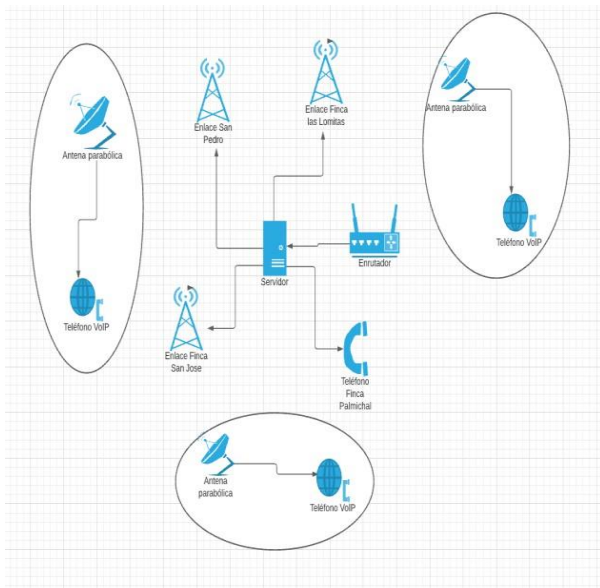 Enlace Finca
las Lomitas
Antena parabólica
Enlace San
Pedro
Antena parabólica
Teléfono VoIP
Enrutador
Servidor
Teléfono VoIP
Enlace Finca
San Jose
Teléfono
Finca
Palmichal
Antena
parabólica
Teléfono VoIP